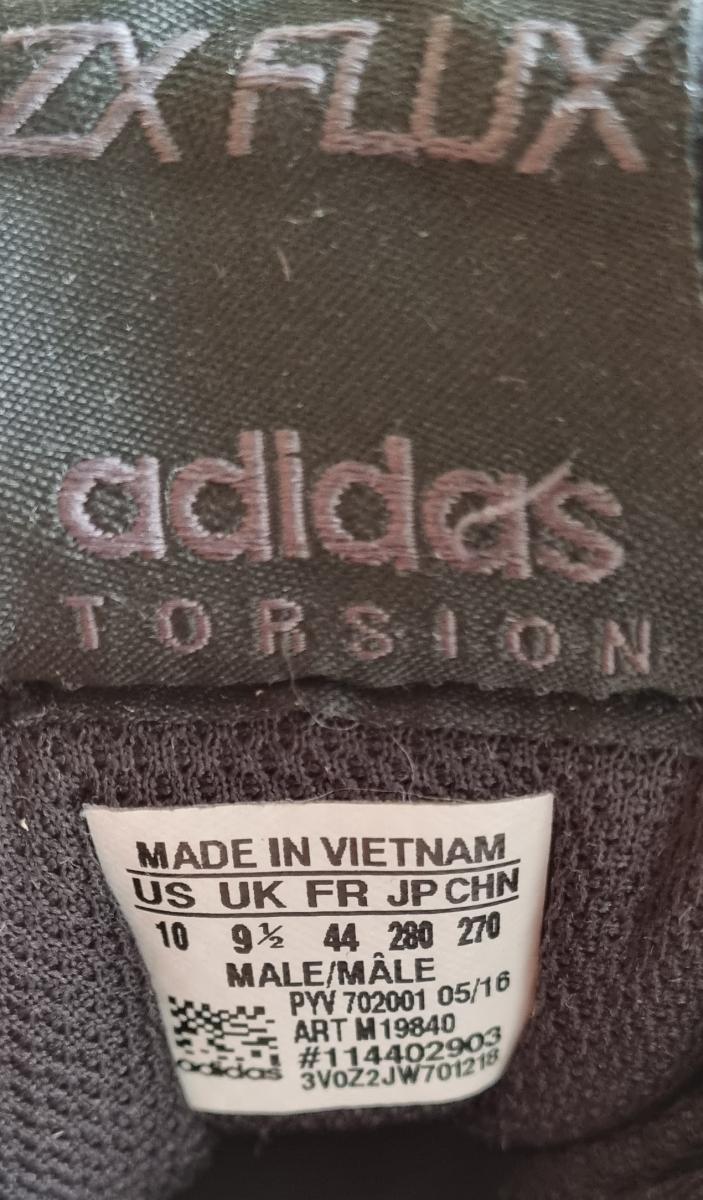 ZX FLUX
adidas
TORSION
MADE IN VIETNAM
US UK FR JP CHN
10 9½ 44 280 270
MALE/MÂLE
PYV 702001 05/16
ART M19840
#114402903
adidas 3V0Z2JW701218